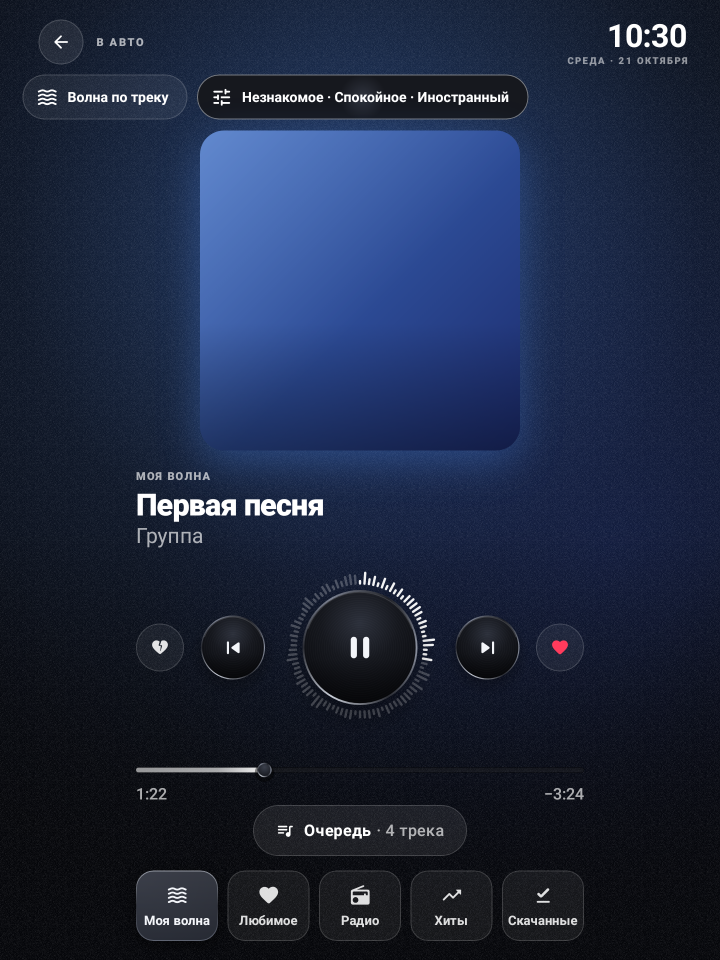 В АВТО
10:30
СРЕДА · 21 ОКТЯБРЯ
Волна по треку
Незнакомое · Спокойное · Иностранный
МОЯ ВОЛНА
Первая песня
Группа
1:22
−3:24
Очередь · 4 трека
Моя волна
Любимое
Радио
Хиты
Скачанные